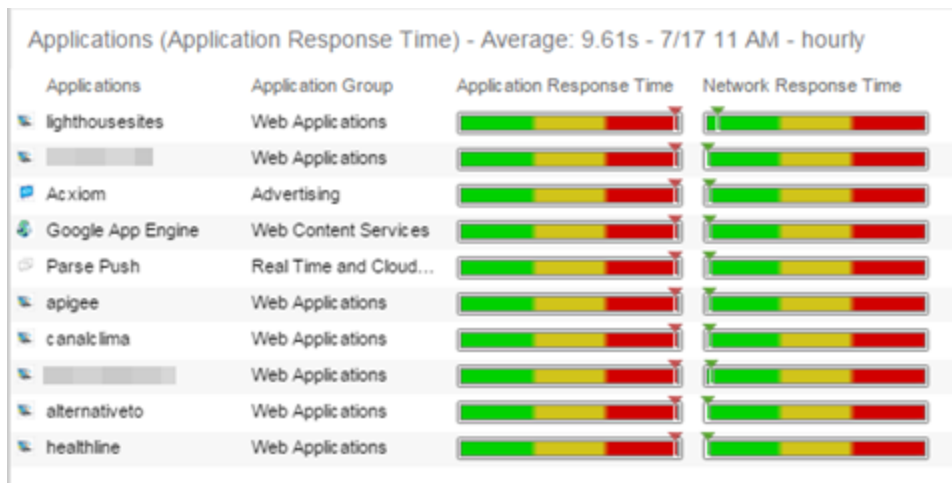 Applications (Application Response Time) - Average: 9.61s - 7/17 11 AM - hourly
Applications Application Group Application Response Time Network Response Time
lighthousesites Web Applications
Web Applications
Acxiom Advertising
Google App Engine Web Content Services
Parse Push Real Time and Cloud...
apigee Web Applications
canalclima Web Applications
Web Applications
alternativeto Web Applications
healthline Web Applications